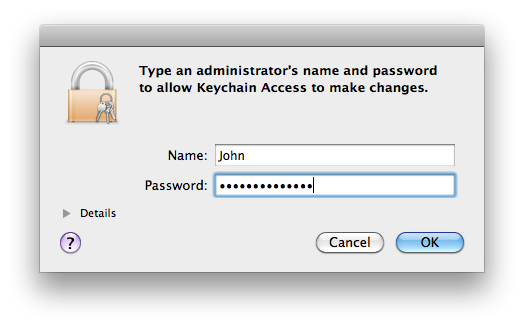 Type an administrator's name and password
to allow Keychain Access to make changes.
Name: John
Password: ••••••••••••••
Details
? Cancel OK